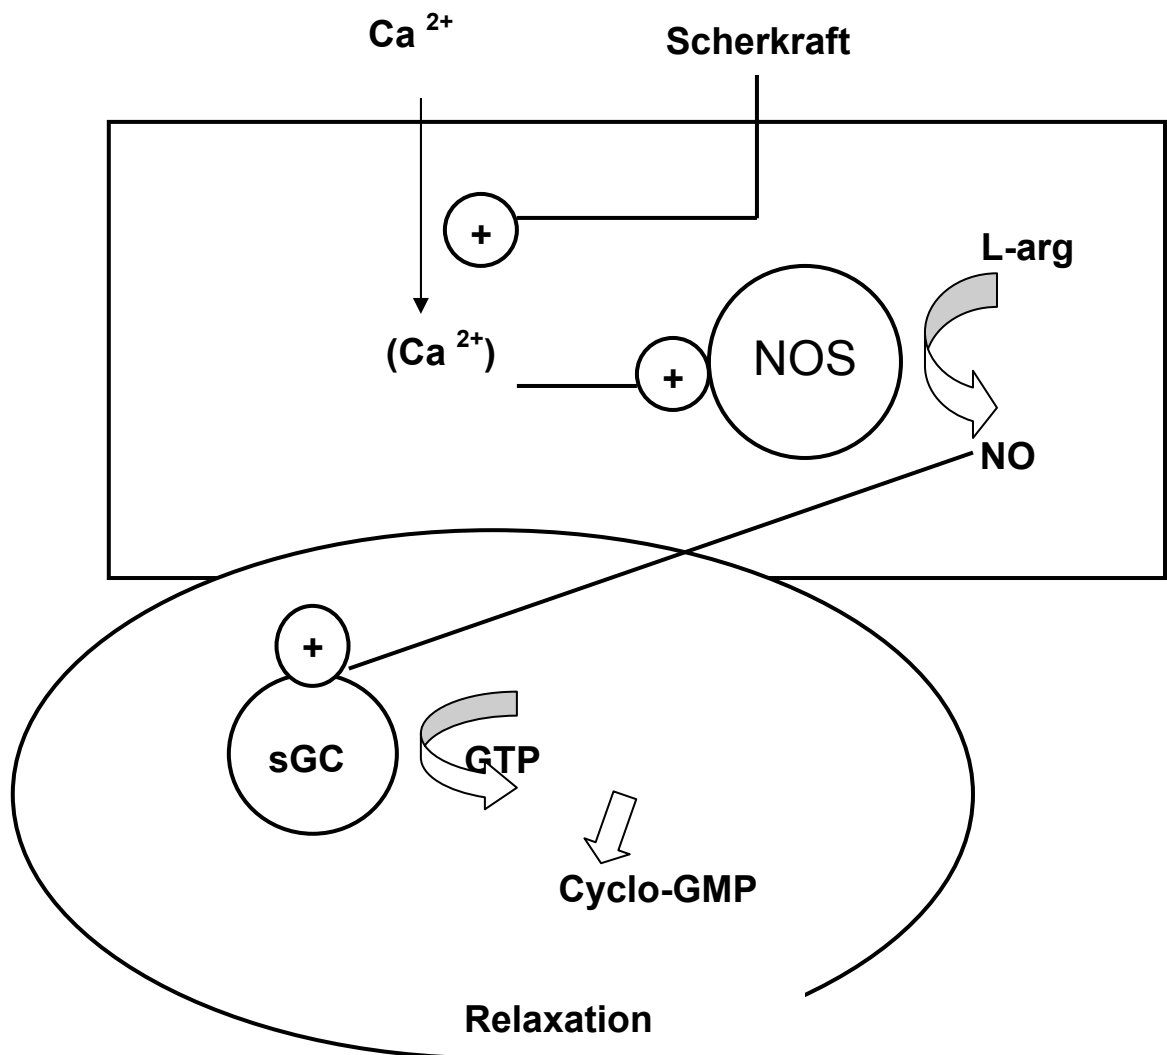 Ca 2+
Scherkraft
+
L-arg
(Ca 2+)
+
NOS
NO
+
sGC
GTP
Cyclo-GMP
Relaxation